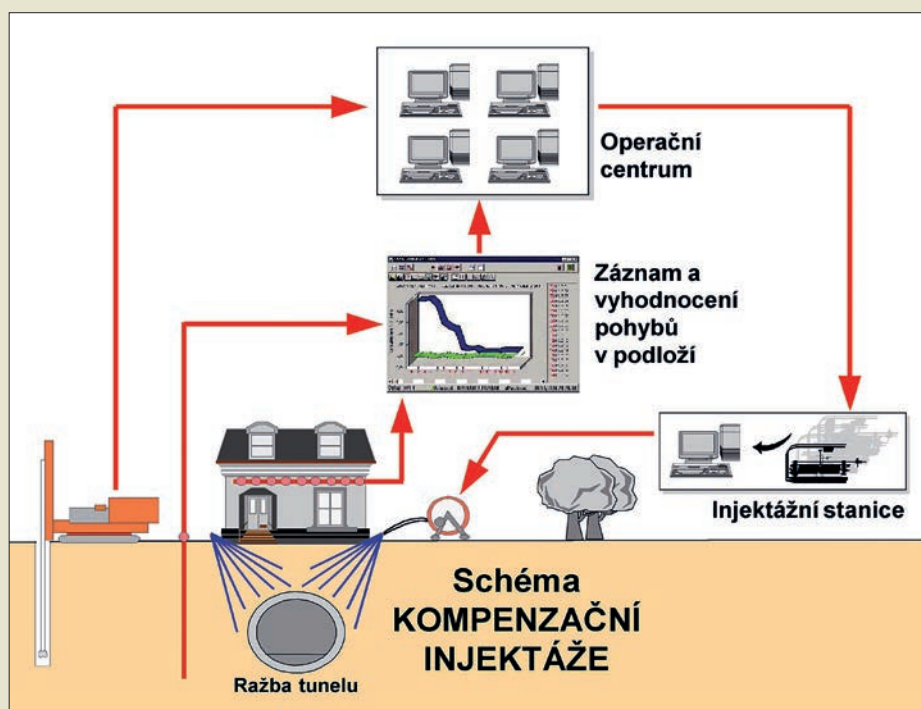 Operační
centrum
Záznam a
vyhodnocení
pohybů
v podloží
Injektážní stanice
Schéma
KOMPENZAČNÍ
INJEKTÁŽE
Ražba tunelu